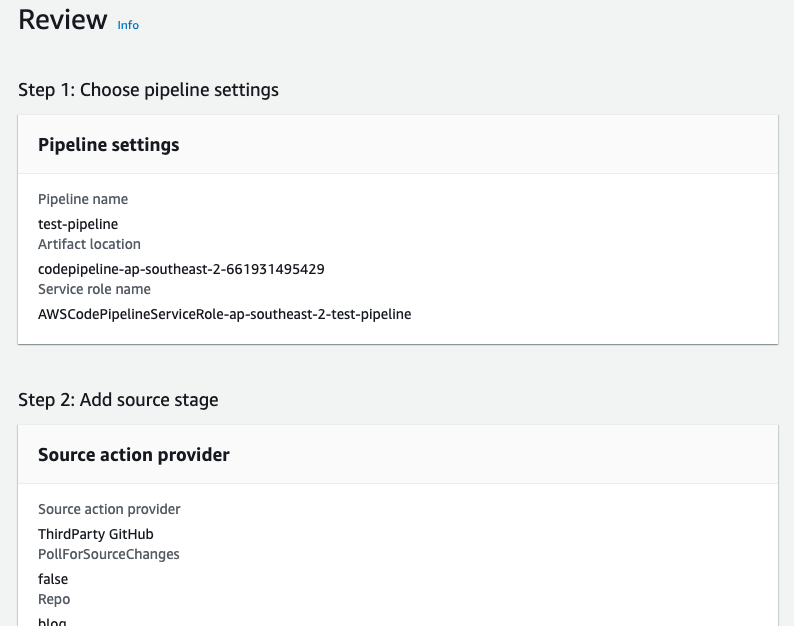 Review Info
Step 1: Choose pipeline settings
Pipeline settings
Pipeline name
test-pipeline
Artifact location
codepipeline-ap-southeast-2-661931495429
Service role name
AWSCodePipelineServiceRole-ap-southeast-2-test-pipeline
Step 2: Add source stage
Source action provider
Source action provider
ThirdParty GitHub
PollForSourceChanges
false
Repo
blog